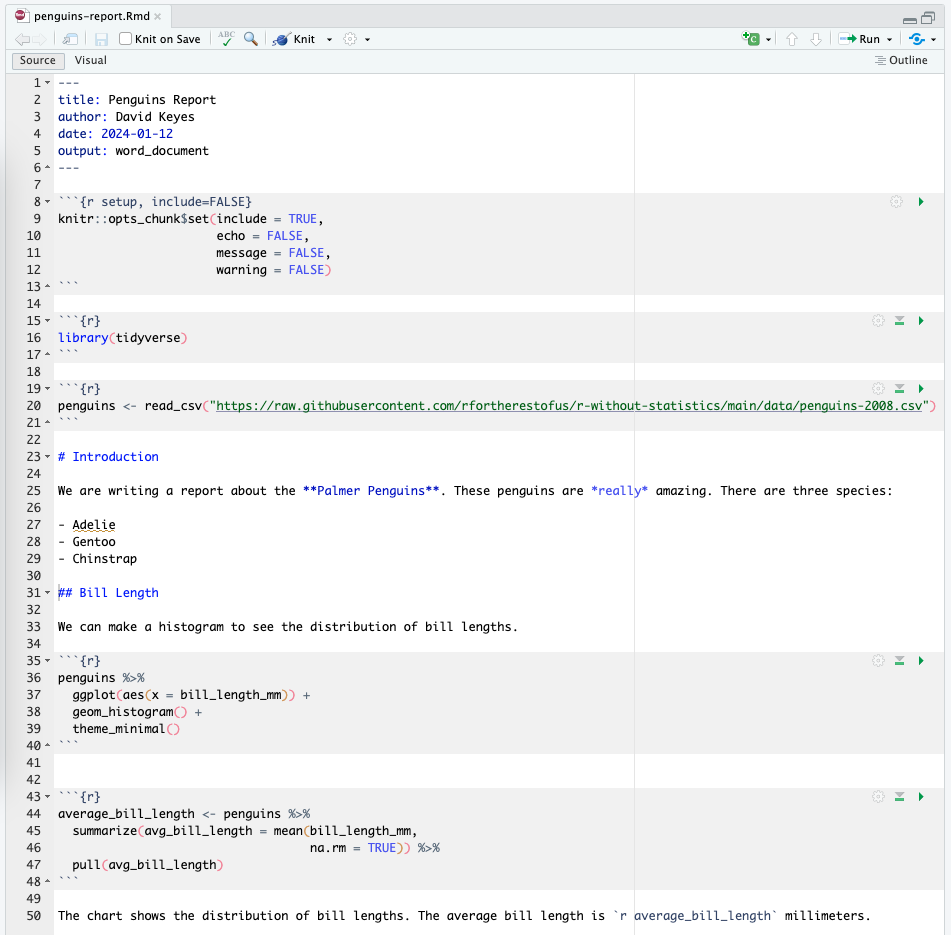 penguins-report.Rmd
Knit on Save ABC Knit C Run
Source Visual Outline
1 ---
2 title: Penguins Report
3 author: David Keyes
4 date: 2024-01-12
5 output: word_document
6 ---
7
8 ```{r setup, include=FALSE}
9 knitr::opts_chunk$set(include = TRUE,
10                       echo = FALSE,
11                       message = FALSE,
12                       warning = FALSE)
13 ```
14
15 ```{r}
16 library(tidyverse)
17 ```
18
19 ```{r}
20 penguins <- read_csv("https://raw.githubusercontent.com/rfortherestofus/r-without-statistics/main/data/penguins-2008.csv")
21 ```
22
23 # Introduction
24
25 We are writing a report about the **Palmer Penguins**. These penguins are *really* amazing. There are three species:
26
27 - Adelie
28 - Gentoo
29 - Chinstrap
30
31 ## Bill Length
32
33 We can make a histogram to see the distribution of bill lengths.
34
35 ```{r}
36 penguins %>%
37   ggplot(aes(x = bill_length_mm)) +
38   geom_histogram() +
39   theme_minimal()
40 ```
41
42
43 ```{r}
44 average_bill_length <- penguins %>%
45   summarize(avg_bill_length = mean(bill_length_mm,
46                                    na.rm = TRUE)) %>%
47   pull(avg_bill_length)
48 ```
49
50 The chart shows the distribution of bill lengths. The average bill length is `r average_bill_length` millimeters.